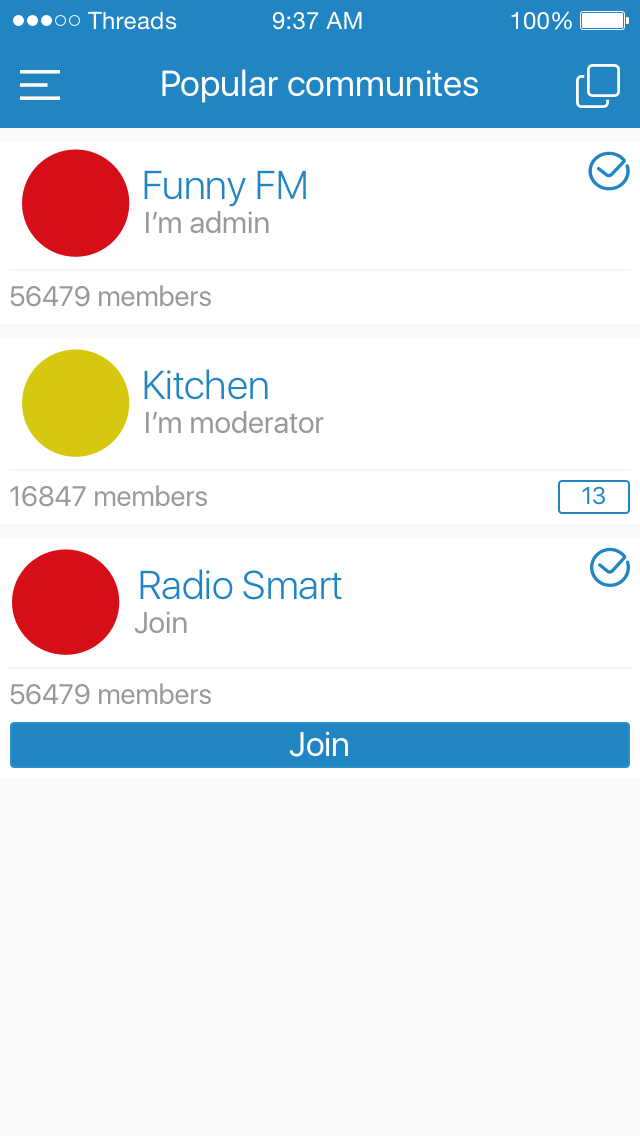 Threads 9:37 AM 100%
Popular communites
Funny FM
I'm admin
56479 members
Kitchen
I'm moderator
16847 members 13
Radio Smart
Join
56479 members
Join